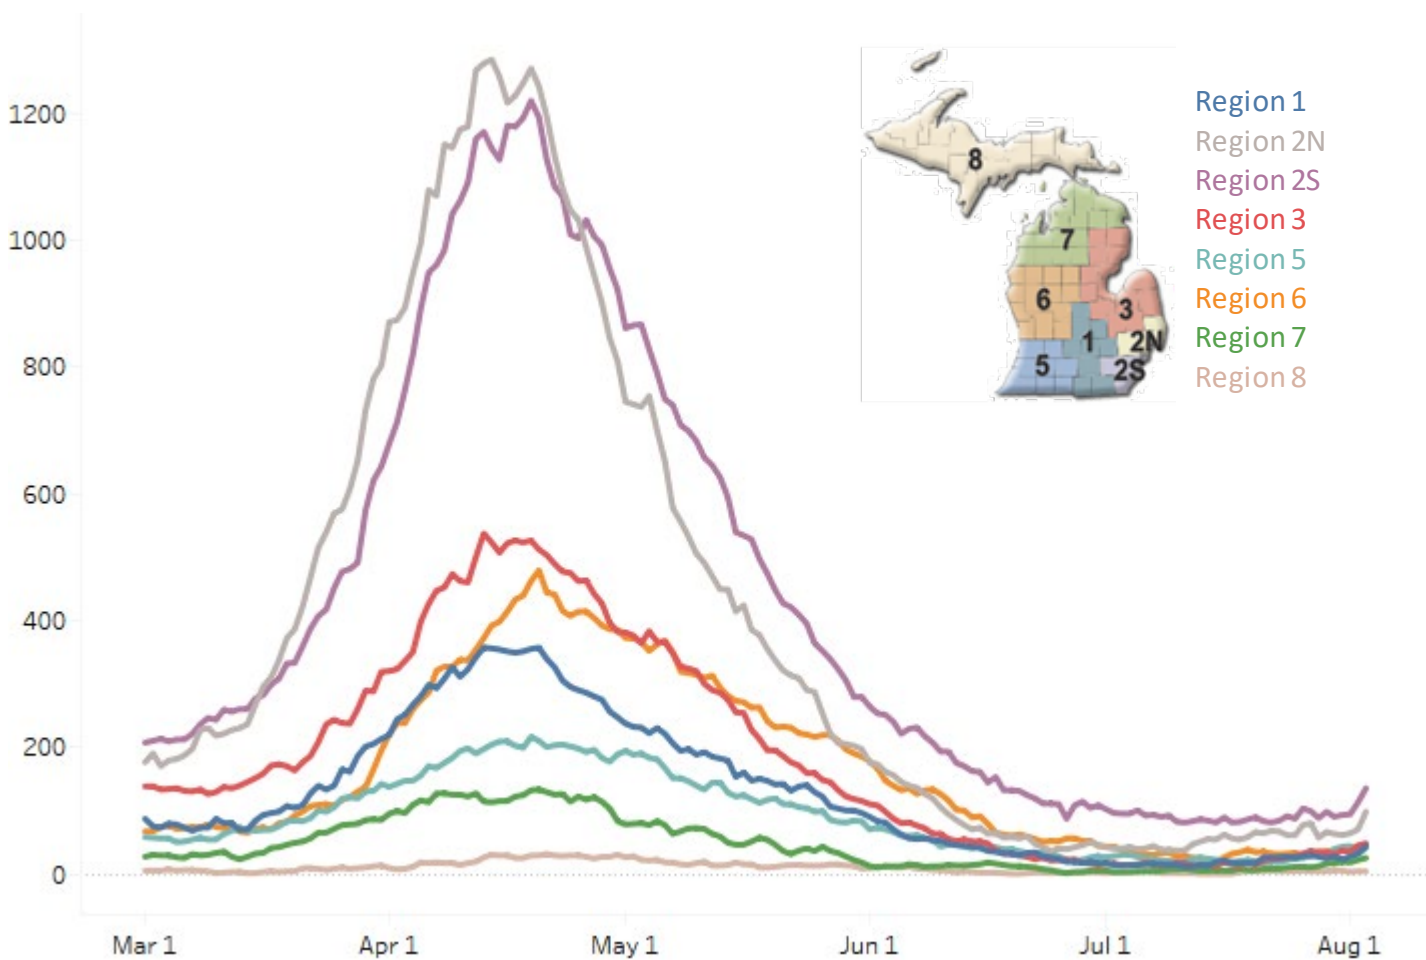 1200
1000
800
600
400
200
0
Mar 1
Apr 1
May 1
Jun 1
Jul 1
Aug 1
8
7
6
3
1
2N
5
2S
Region 1
Region 2N
Region 2S
Region 3
Region 5
Region 6
Region 7
Region 8